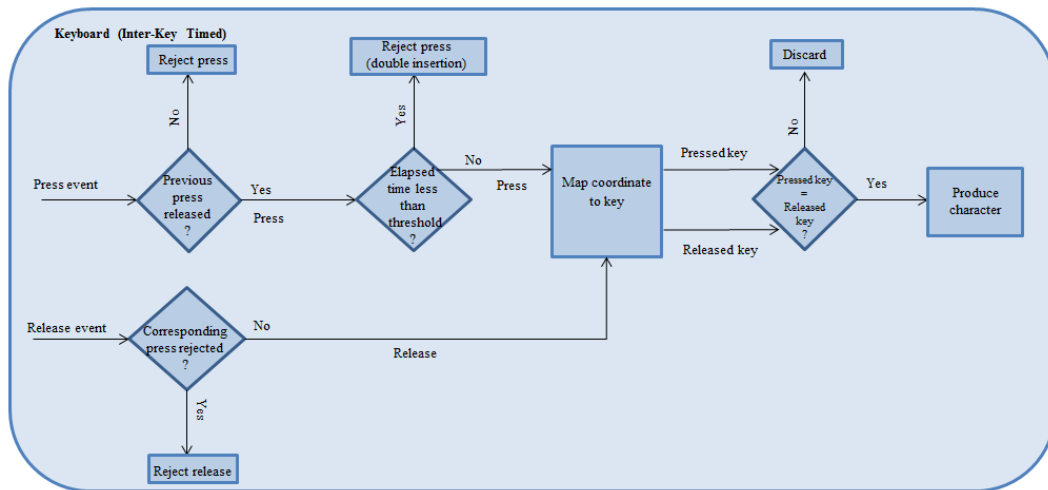 Keyboard (Inter-Key Timed)
Reject press
Reject press
(double insertion)
Discard
No
Yes
No
Press event
Previous
press
released
?
Yes
Press
Elapsed
time less
than
threshold
?
No
Press
Map coordinate
to key
Pressed key
Released key
Pressed key
=
Released
key
?
Yes
Produce
character
Release event
Corresponding
press rejected
?
No
Release
Yes
Reject release